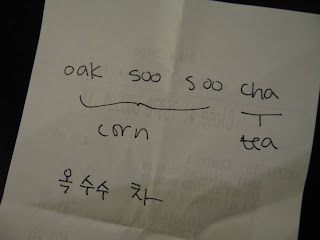 oak soo soo cha
corn tea
옥 수수 차